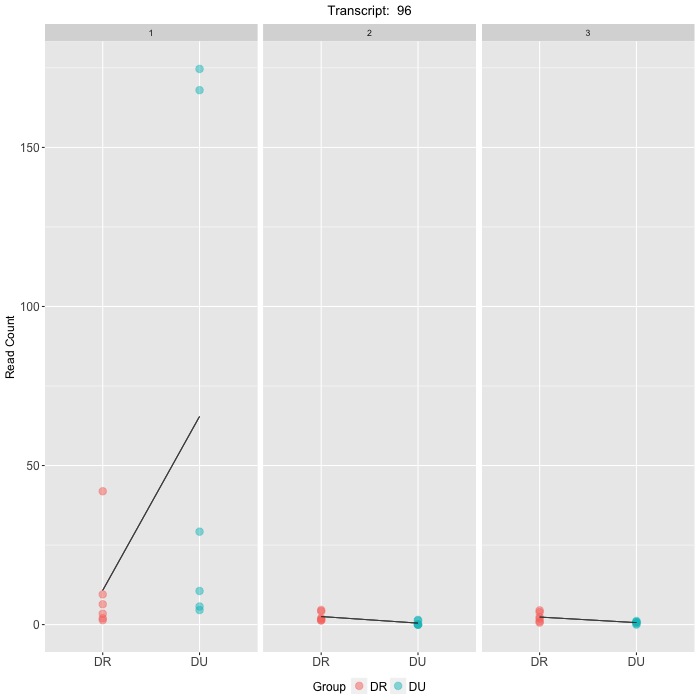 Transcript: 96
1 2 3
Read Count
150
100
50
0
DR DU DR DU DR DU
Group DR DU